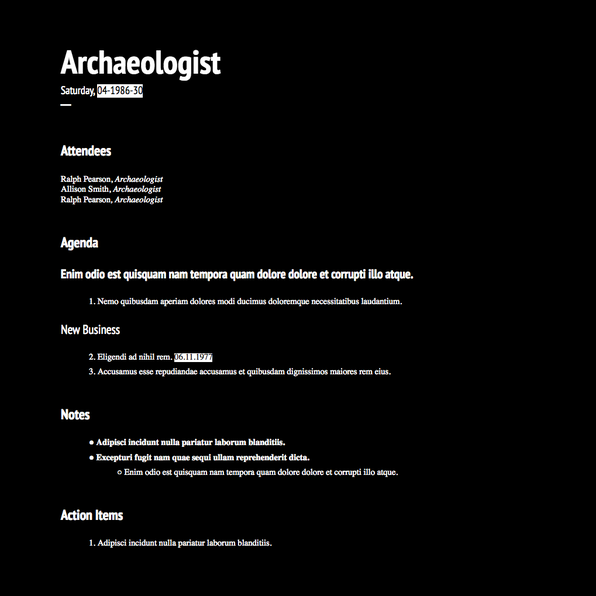 Archaeologist
Saturday, 04-1986-30
Attendees
Ralph Pearson, Archaeologist
Allison Smith, Archaeologist
Ralph Pearson, Archaeologist
Agenda
Enim odio est quisquam nam tempora quam dolore dolore et corrupti illo atque.
1. Nemo quibusdam aperiam dolores modi ducimus doloremque necessitatibus laudantium.
New Business
2. Eligendi ad nihil rem. 06.11.1977
3. Accusamus esse repudiandae accusamus et quibusdam dignissimos maiores rem eius.
Notes
• Adipisci incidunt nulla pariatur laborum blanditiis.
• Excepturi fugit nam quae sequi ullam reprehenderit dicta.
○ Enim odio est quisquam nam tempora quam dolore dolore et corrupti illo atque.
Action Items
1. Adipisci incidunt nulla pariatur laborum blanditiis.